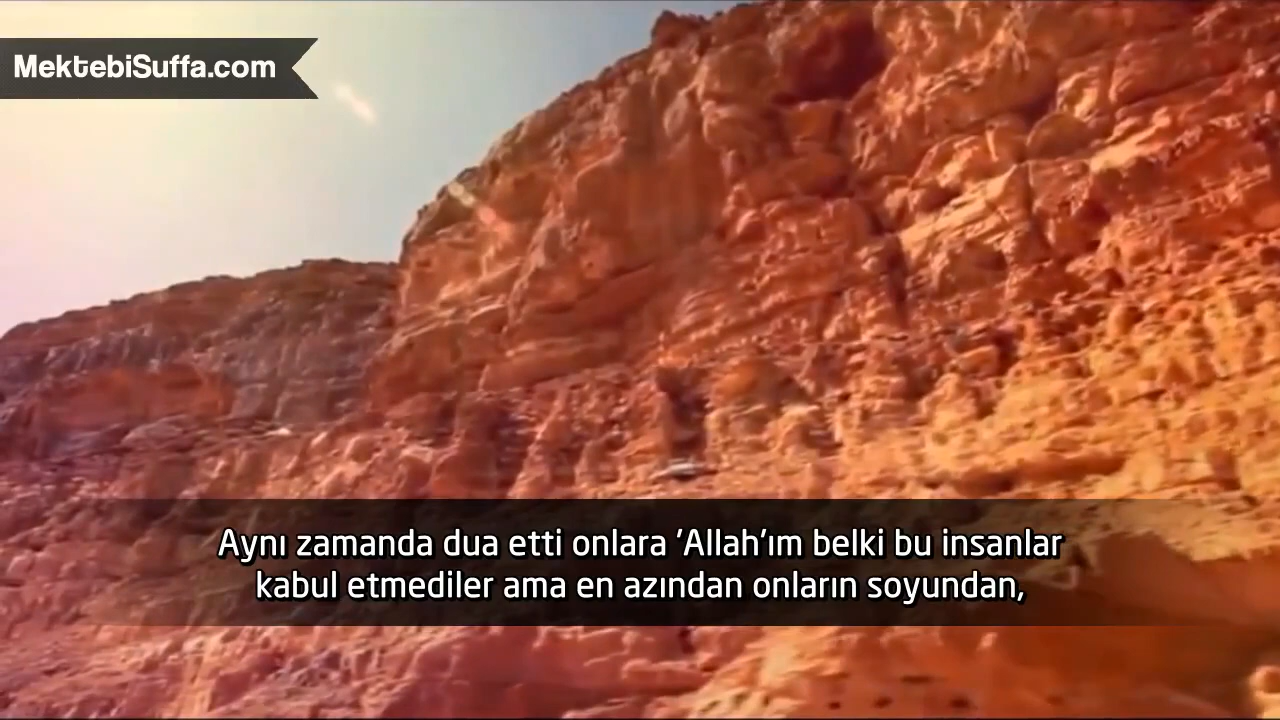 MektebiSuffa.com
Aynı zamanda dua etti onlara 'Allah'ım belki bu insanlar
kabul etmediler ama en azından onların soyundan,